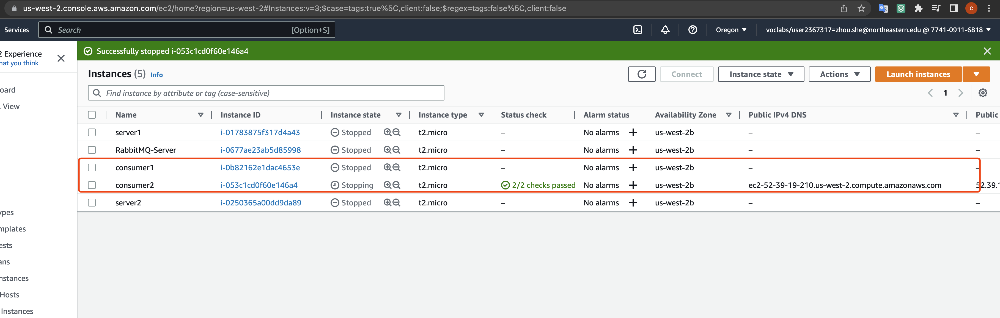 us-west-2.console.aws.amazon.com/ec2/home?region=us-west-2#Instances:v=3;$case=tags:true%5C,client:false;$regex=tags:false%5C,client:false
C
Services
Search
[Option+S]
Oregon
voclabs/user2367317=zhou.she@northeastern.edu @ 7741-0911-6818
Successfully stopped i-053c1cd0f60e146a4
2 Experience
hat you think
Instances (5) Info
Connect
Instance state
Actions
Launch instances
Find instance by attribute or tag (case-sensitive)
1
oard
. View
ypes
mplates
ests
ans
nstances
Hosts
Instances
Name Instance ID Instance state Instance type Status check Alarm status Availability Zone Public IPv4 DNS Public
server1 i-01783875f317d4a43 Stopped t2.micro – No alarms + us-west-2b – –
RabbitMQ-Server i-0677ae23ab5d85998 Stopped t2.micro – No alarms + us-west-2b – –
consumer1 i-0b82162e1dac4653e Stopped t2.micro – No alarms + us-west-2b – –
consumer2 i-053c1cd0f60e146a4 Stopping t2.micro 2/2 checks passed No alarms + us-west-2b ec2-52-39-19-210.us-west-2.compute.amazonaws.com 52.39.1
server2 i-0250365a00dd9da89 Stopped t2.micro – No alarms + us-west-2b – –